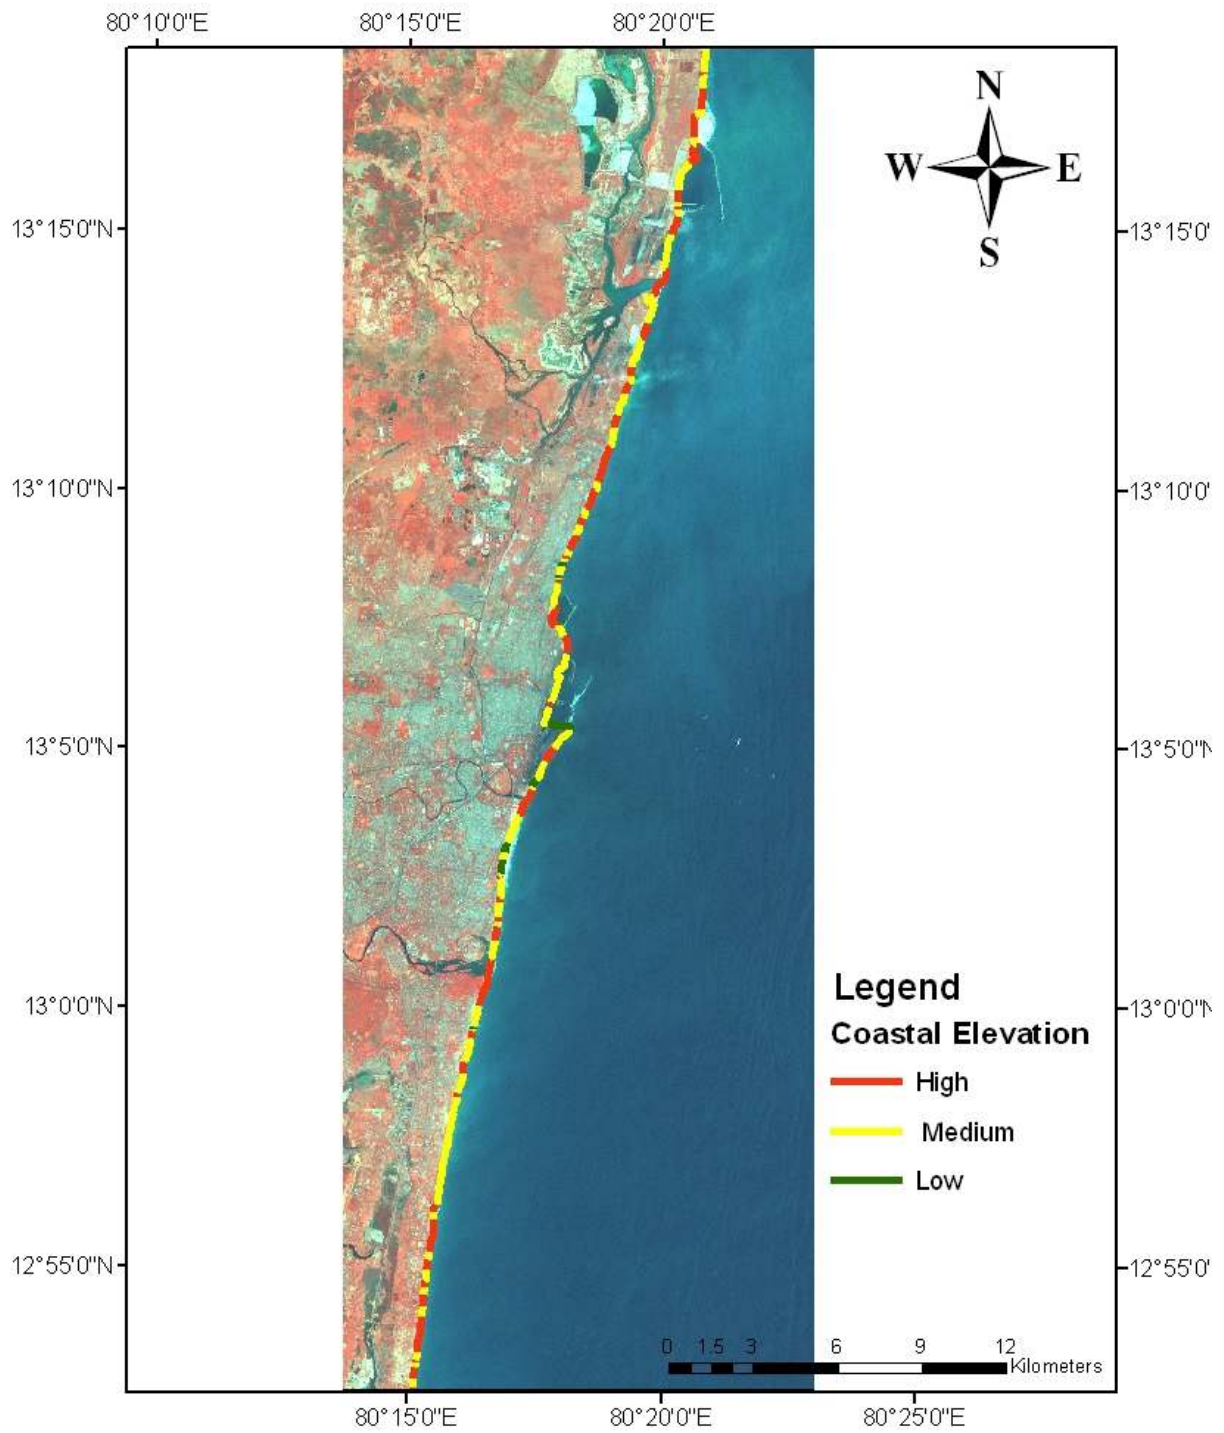 80°10'0"E 80°15'0"E 80°20'0"E
N
W E
S
13°15'0"N 13°15'0'
13°10'0"N 13°10'0'
13°5'0"N 13°5'0"N
13°0'0"N 13°0'0"N
12°55'0"N 12°55'0'
Legend
Coastal Elevation
High
Medium
Low
0 1.5 3 6 9 12
Kilometers
80°15'0"E 80°20'0"E 80°25'0"E